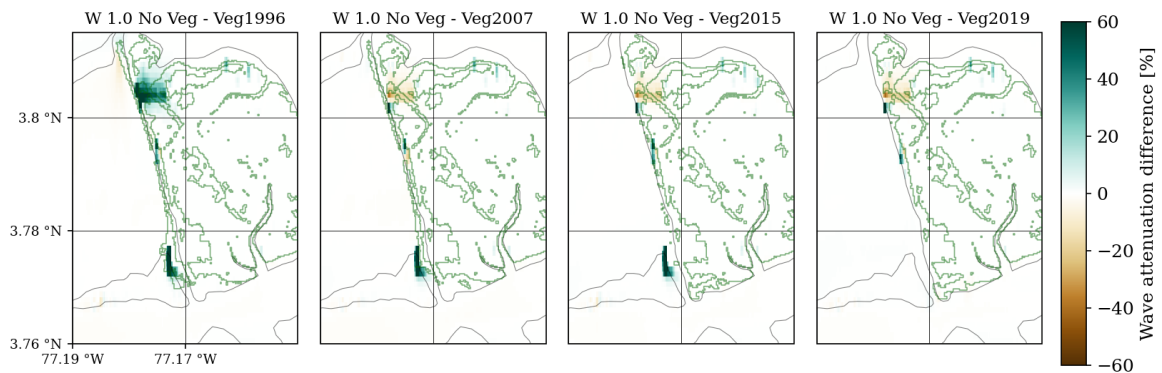 W 1.0 No Veg - Veg1996
W 1.0 No Veg - Veg2007
W 1.0 No Veg - Veg2015
W 1.0 No Veg - Veg2019
3.8 °N
3.78 °N
3.76 °N
77.19 °W
77.17 °W
60
40
20
0
−20
−40
−60
Wave attenuation difference [%]